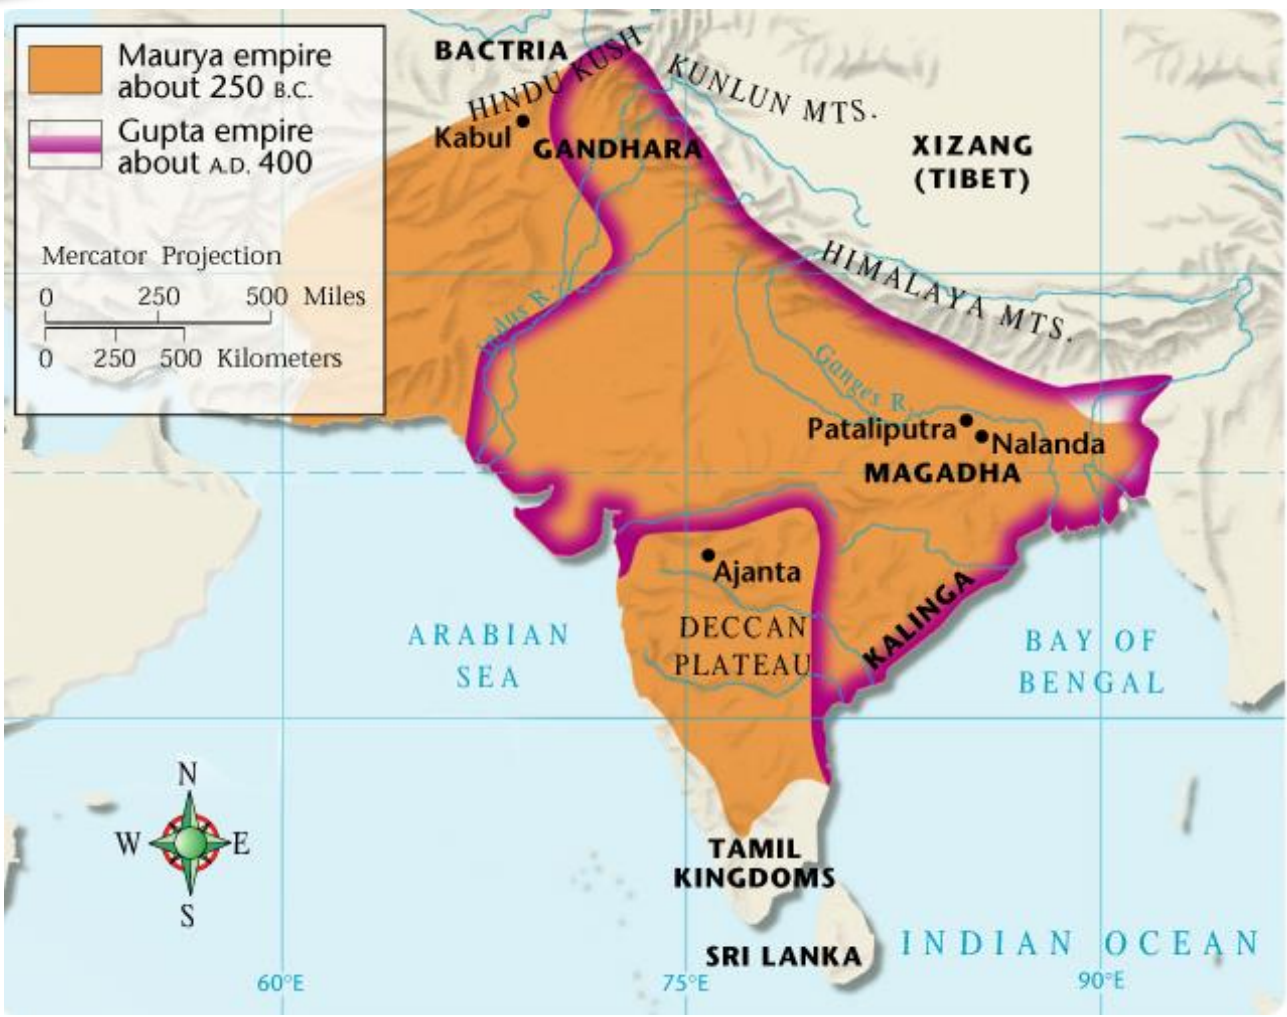 Maurya empire
about 250 B.C.
Gupta empire
about A.D. 400
Mercator Projection
0 250 500 Miles
0 250 500 Kilometers
BACTRIA
HINDU KUSH
KUNLUN MTS.
Kabul
GANDHARA
XIZANG
(TIBET)
HIMALAYA MTS.
Indus R.
Ganges R.
Pataliputra
Nalanda
MAGADHA
Ajanta
DECCAN
PLATEAU
KALINGA
ARABIAN
SEA
BAY OF
BENGAL
N
W E
S
TAMIL
KINGDOMS
SRI LANKA
INDIAN OCEAN
60°E 75°E 90°E